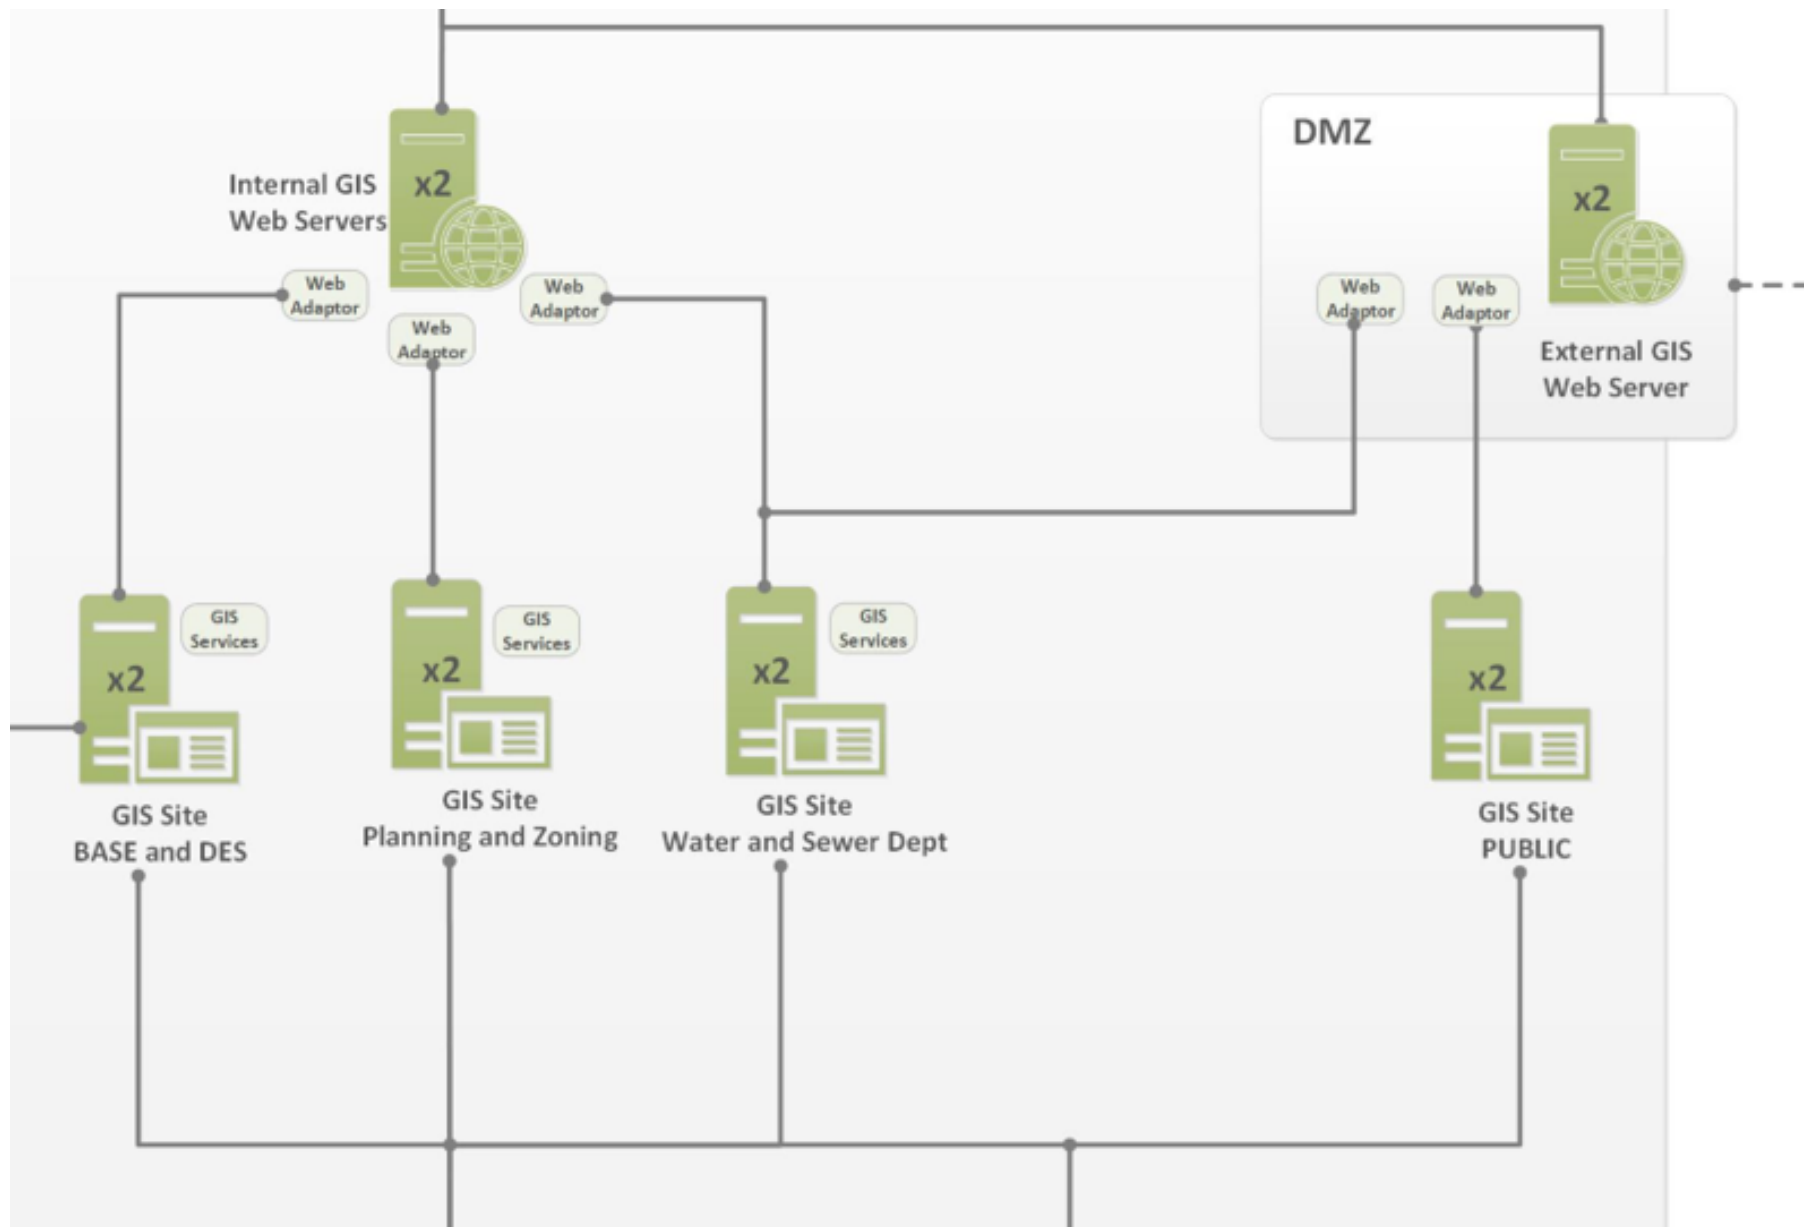 DMZ
x2
Internal GIS
Web Servers
x2
External GIS
Web Server
Web
Adaptor
Web
Adaptor
Web
Adaptor
Web
Adaptor
Web
Adaptor
x2
GIS
Services
GIS Site
BASE and DES
x2
GIS
Services
GIS Site
Planning and Zoning
x2
GIS
Services
GIS Site
Water and Sewer Dept
x2
GIS Site
PUBLIC